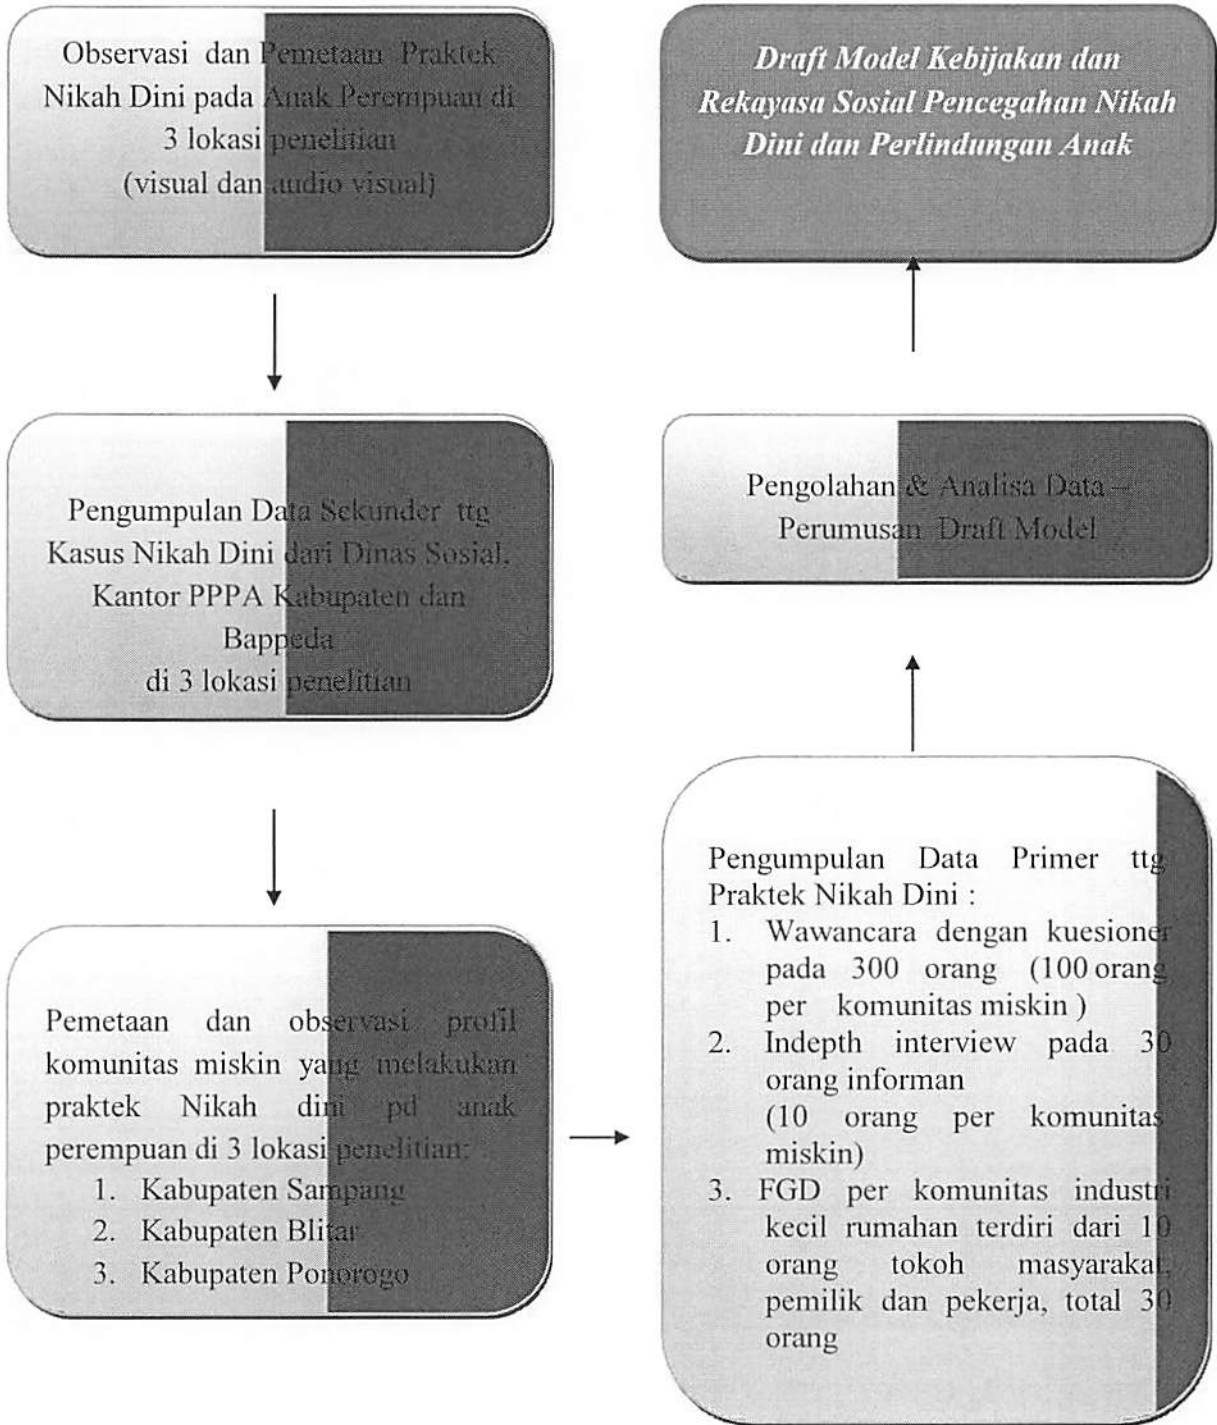 Observasi dan Pemetaan Praktek
Nikah Dini pada Anak Perempuan di
3 lokasi penelitian
(visual dan audio visual)
Pengumpulan Data Sekunder ttg
Kasus Nikah Dini dari Dinas Sosial,
Kantor PPPA Kabupaten dan
Bappeda
di 3 lokasi penelitian
Pemetaan dan observasi profil
komunitas miskin yang melakukan
praktek Nikah dini pd anak
perempuan di 3 lokasi penelitian:
1. Kabupaten Sampang
2. Kabupaten Blitar
3. Kabupaten Ponorogo
Pengumpulan Data Primer ttg
Praktek Nikah Dini :
1. Wawancara dengan kuesioner
pada 300 orang (100 orang
per komunitas miskin )
2. Indepth interview pada 30
orang informan
(10 orang per komunitas
miskin)
3. FGD per komunitas industri
kecil rumahan terdiri dari 10
orang tokoh masyarakat,
pemilik dan pekerja, total 30
orang
Pengolahan & Analisa Data –
Perumusan Draft Model
Draft Model Kebijakan dan
Rekayasa Sosial Pencegahan Nikah
Dini dan Perlindungan Anak